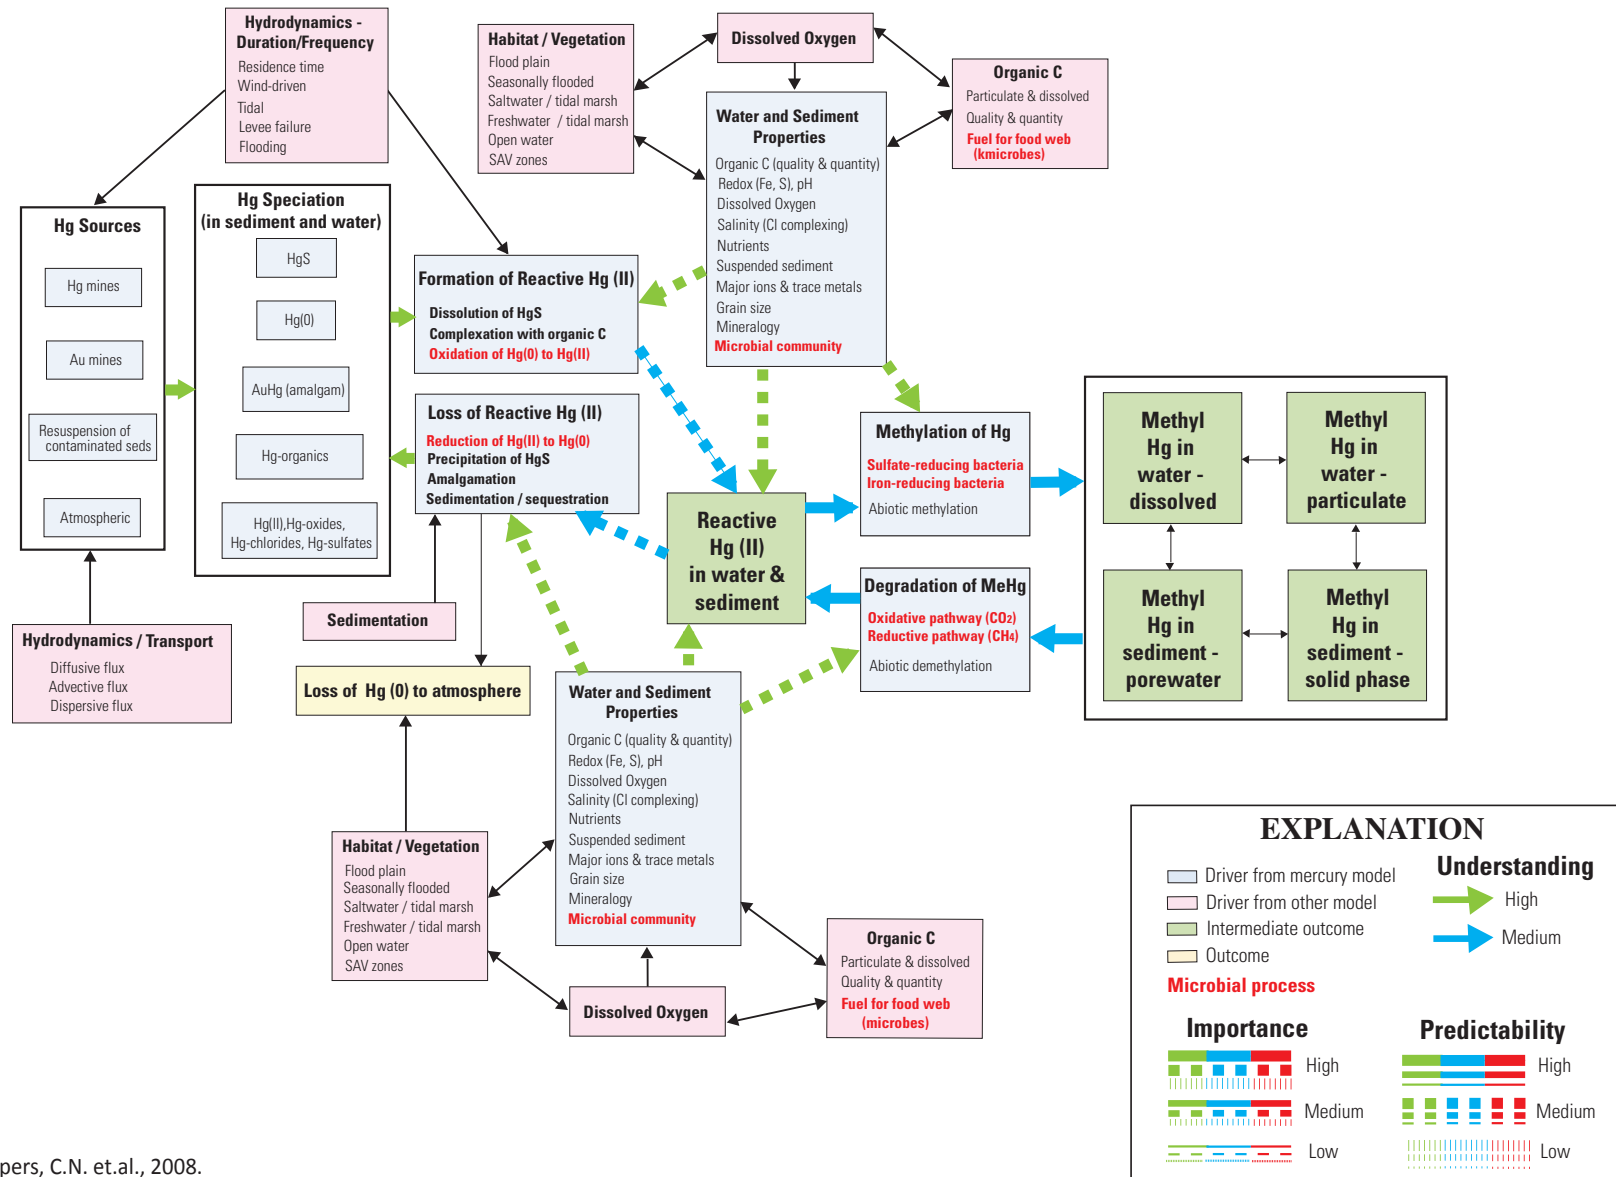 Hydrodynamics -
Duration/Frequency
Residence time
Wind-driven
Tidal
Levee failure
Flooding
Habitat / Vegetation
Flood plain
Seasonally flooded
Saltwater / tidal marsh
Freshwater / tidal marsh
Open water
SAV zones
Dissolved Oxygen
Organic C
Particulate & dissolved
Quality & quantity
Fuel for food web
(kmicrobes)
Water and Sediment
Properties
Organic C (quality & quantity)
Redox (Fe, S), pH
Dissolved Oxygen
Salinity (Cl complexing)
Nutrients
Suspended sediment
Major ions & trace metals
Grain size
Mineralogy
Microbial community
Hg Sources
Hg mines
Au mines
Resuspension of
contaminated seds
Atmospheric
Hg Speciation
(in sediment and water)
HgS
Hg(0)
AuHg (amalgam)
Hg-organics
Hg(II),Hg-oxides,
Hg-chlorides, Hg-sulfates
Formation of Reactive Hg (II)
Dissolution of HgS
Complexation with organic C
Oxidation of Hg(0) to Hg(II)
Loss of Reactive Hg (II)
Reduction of Hg(II) to Hg(0)
Precipitation of HgS
Amalgamation
Sedimentation / sequestration
Reactive
Hg (II)
in water &
sediment
Methylation of Hg
Sulfate-reducing bacteria
Iron-reducing bacteria
Abiotic methylation
Degradation of MeHg
Oxidative pathway (CO2)
Reductive pathway (CH4)
Abiotic demethylation
Methyl
Hg in
water -
dissolved
Methyl
Hg in
water -
particulate
Methyl
Hg in
sediment -
porewater
Methyl
Hg in
sediment -
solid phase
Sedimentation
Hydrodynamics / Transport
Diffusive flux
Advective flux
Dispersive flux
Loss of Hg (0) to atmosphere
Water and Sediment
Properties
Organic C (quality & quantity)
Redox (Fe, S), pH
Dissolved Oxygen
Salinity (Cl complexing)
Nutrients
Suspended sediment
Major ions & trace metals
Grain size
Mineralogy
Microbial community
Habitat / Vegetation
Flood plain
Seasonally flooded
Saltwater / tidal marsh
Freshwater / tidal marsh
Open water
SAV zones
Dissolved Oxygen
Organic C
Particulate & dissolved
Quality & quantity
Fuel for food web
(microbes)
EXPLANATION
Driver from mercury model
Driver from other model
Intermediate outcome
Outcome
Microbial process
Understanding
High
Medium
Importance
High
Medium
Low
Predictability
High
Medium
Low
pers, C.N. et.al., 2008.